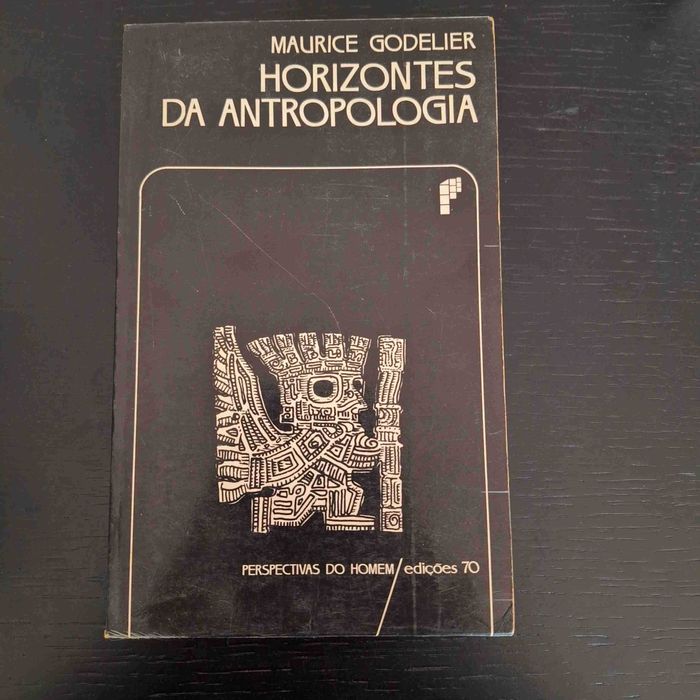 MAURICE GODELIER
HORIZONTES
DA ANTROPOLOGIA
PERSPECTIVAS DO HOMEM/edições 70